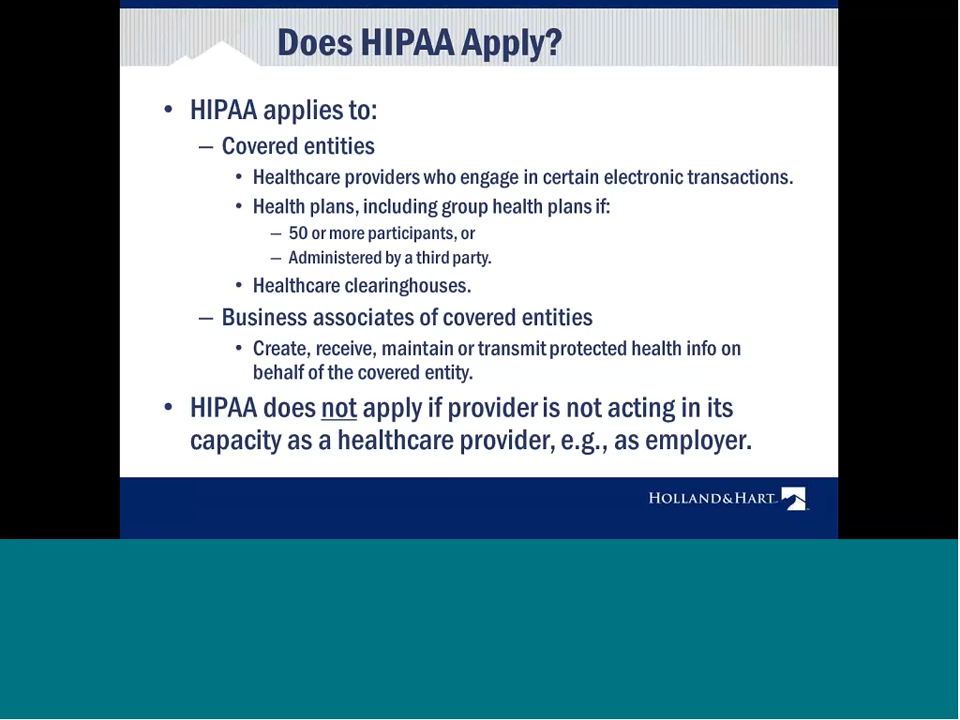 Does HIPAA Apply?
• HIPAA applies to:
– Covered entities
• Healthcare providers who engage in certain electronic transactions.
• Health plans, including group health plans if:
– 50 or more participants, or
– Administered by a third party.
• Healthcare clearinghouses.
– Business associates of covered entities
• Create, receive, maintain or transmit protected health info on
behalf of the covered entity.
• HIPAA does not apply if provider is not acting in its
capacity as a healthcare provider, e.g., as employer.
HOLLAND&HART